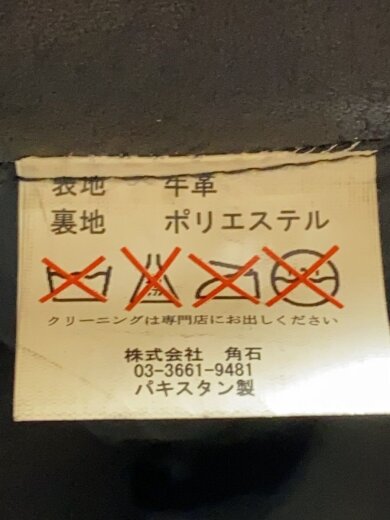 表地 牛革
裏地 ポリエステル
クリーニングは専門店にお出しください
株式会社 角石
03-3661-9481
パキスタン製